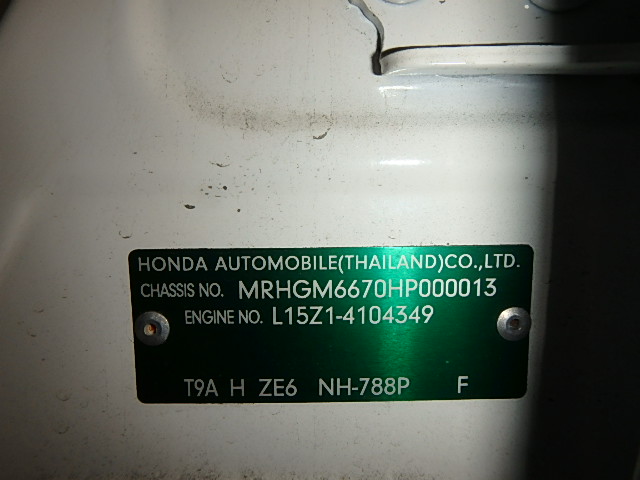 HONDA AUTOMOBILE(THAILAND)CO.,LTD.
CHASSIS NO. MRHGM6670HP000013
ENGINE NO. L15Z1-4104349
T9A H ZE6 NH-788P F